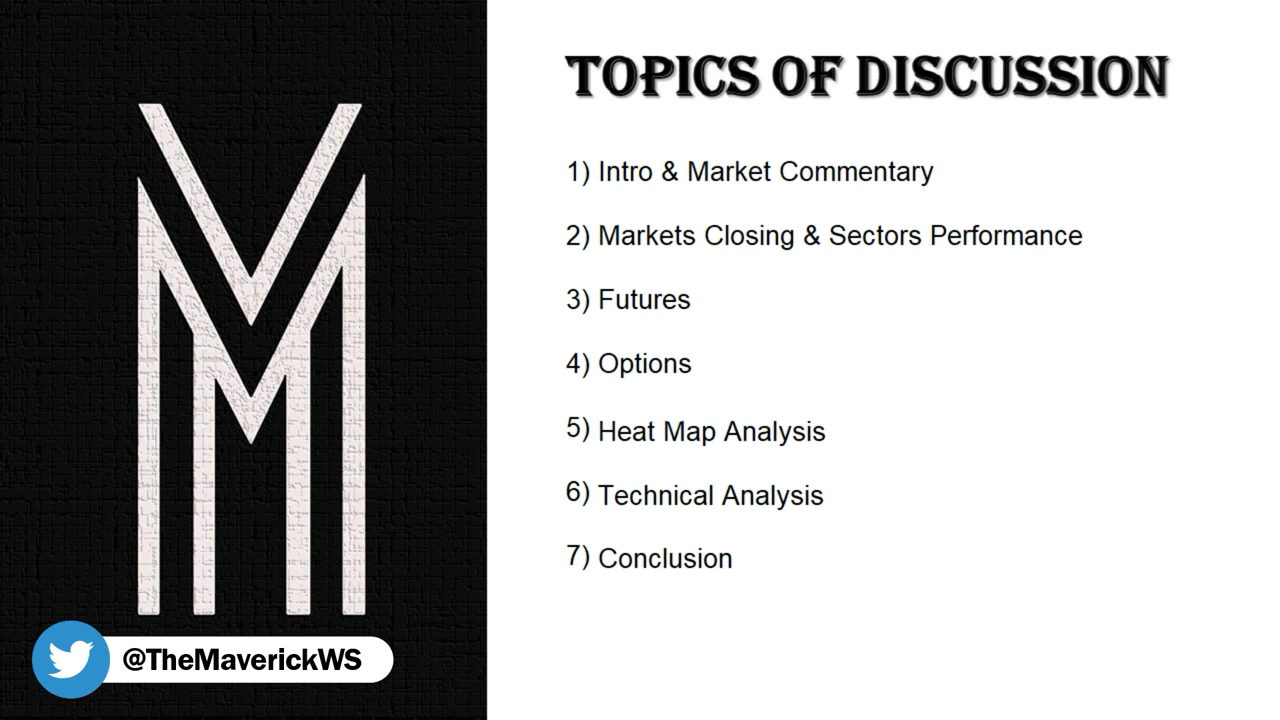 TOPICS OF DISCUSSION
1) Intro & Market Commentary
2) Markets Closing & Sectors Performance
3) Futures
4) Options
5) Heat Map Analysis
6) Technical Analysis
7) Conclusion
@TheMaverickWS